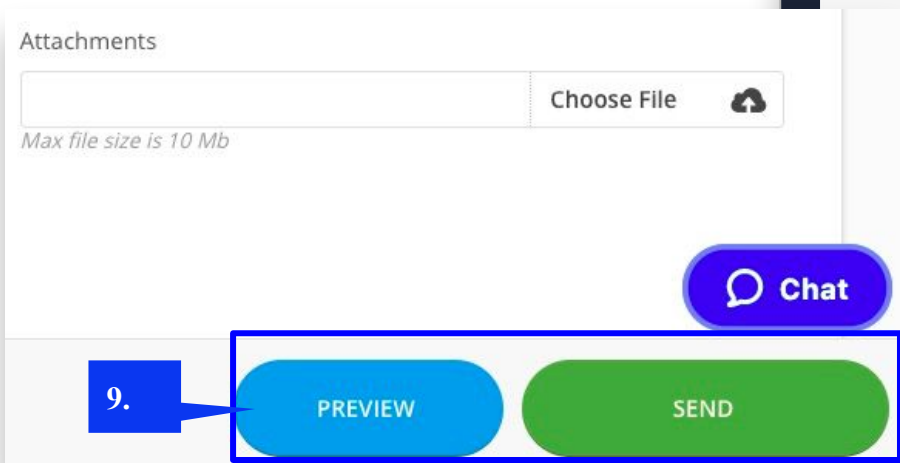 Attachments
Choose File
Max file size is 10 Mb
Chat
9.
PREVIEW
SEND